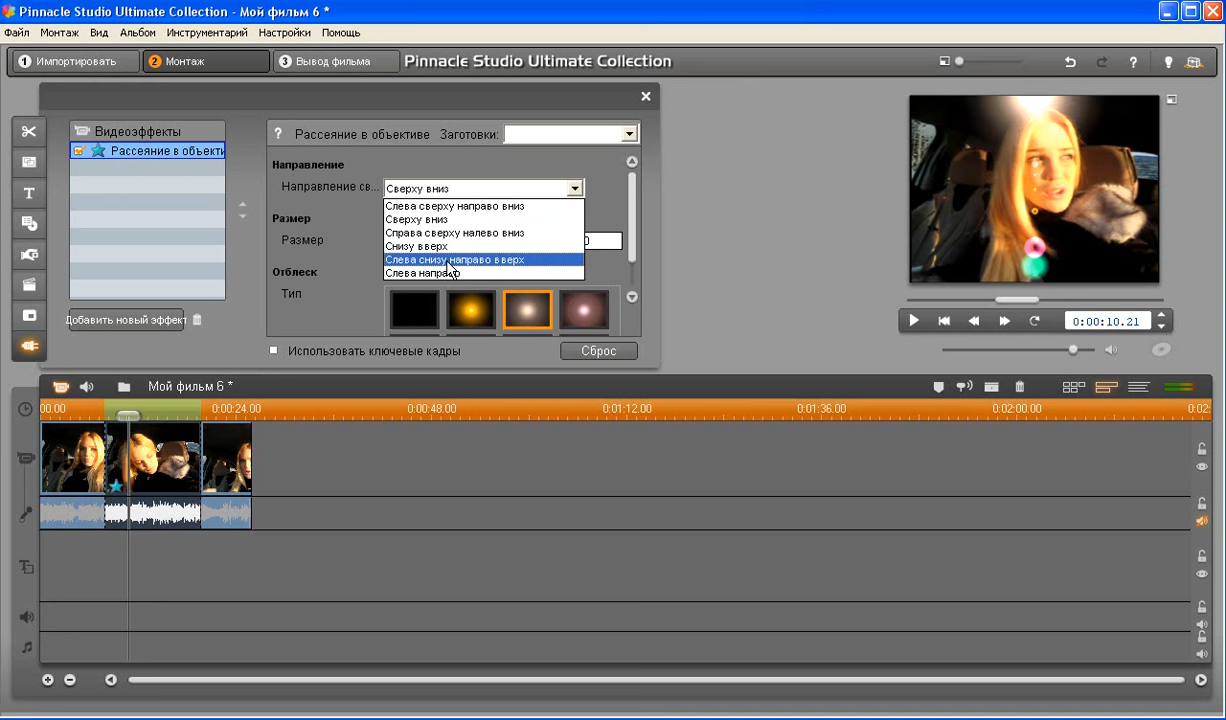 Pinnacle Studio Ultimate Collection - Мой фильм 6 *
Файл Монтаж Вид Альбом Инструментарий Настройки Помощь
1 Импортировать 2 Монтаж 3 Вывод фильма Pinnacle Studio Ultimate Collection
Видеоэффекты
Рассеяние в объекти
Добавить новый эффект
Рассеяние в объективе Заготовки:
Направление
Направление св... Сверху вниз
Слева сверху направо вниз
Сверху вниз
Справа сверху налево вниз
Снизу вверх
Слева снизу направо вверх
Слева направо
Размер
Размер 0
Отблеск
Тип
Использовать ключевые кадры Сброс
0:00:10.21
Мой фильм 6 *
00.00 0:00:24.00 0:00:48.00 0:01:12.00 0:01:36.00 0:02:00.00 0:02: